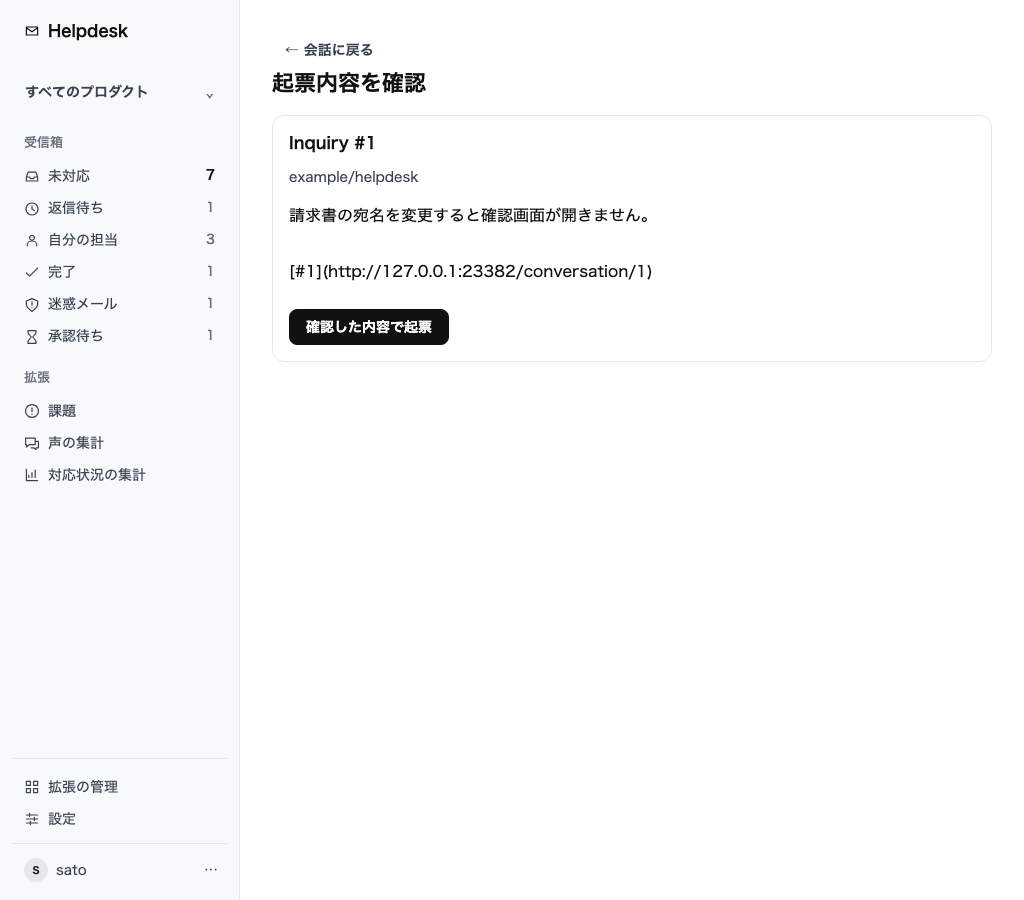 Helpdesk
すべてのプロダクト
受信箱
未対応 7
返信待ち 1
自分の担当 3
完了 1
迷惑メール 1
承認待ち 1
拡張
課題
声の集計
対応状況の集計
拡張の管理
設定
S sato ...
← 会話に戻る
起票内容を確認
Inquiry #1
example/helpdesk
請求書の宛名を変更すると確認画面が開きません。
[#1](http://127.0.0.1:23382/conversation/1)
確認した内容で起票